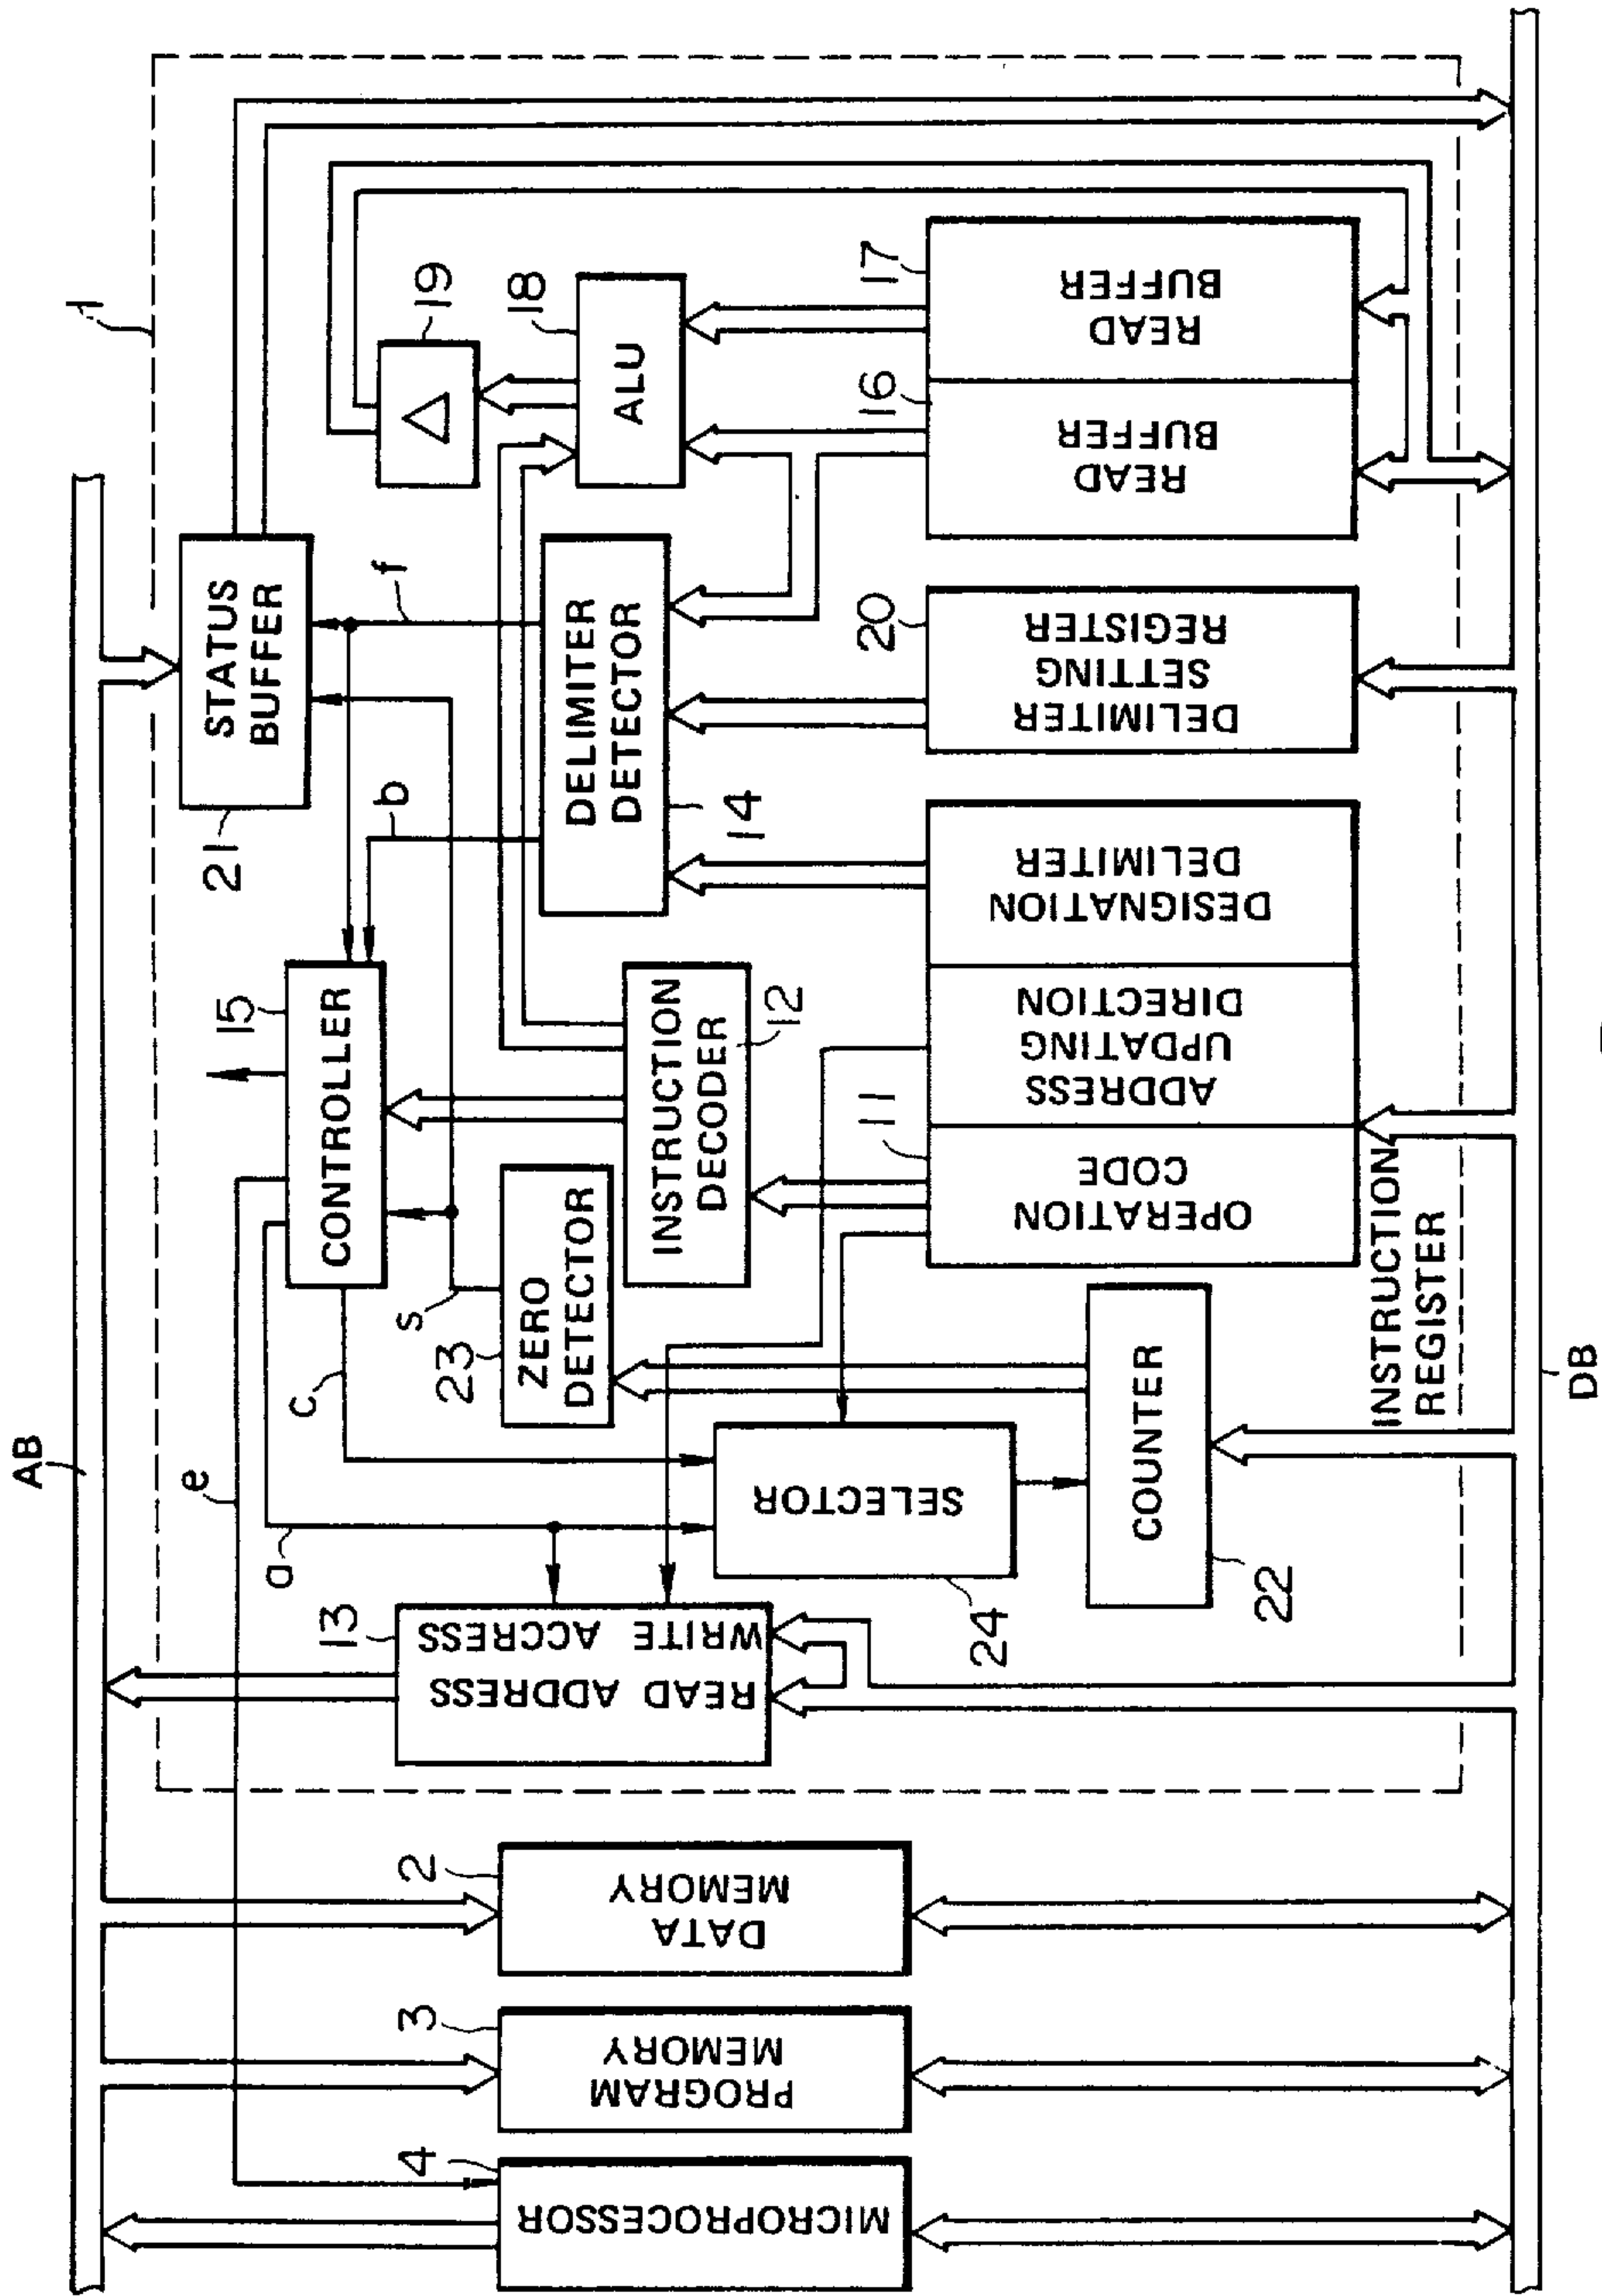 AB
1
e
a
c
s
b
f
MICROPROCESSOR
4
PROGRAM
MEMORY
3
DATA
MEMORY
2
READ ADDRESS
WRITE ACCRESS
13
SELECTOR
24
COUNTER
22
ZERO
DETECTOR
23
CONTROLLER
15
INSTRUCTION
DECODER
12
INSTRUCTION
REGISTER
OPERATION
CODE
11
ADDRESS
UPDATING
DIRECTION
DESIGNATION
DELIMITER
STATUS
BUFFER
21
DELIMITER
DETECTOR
14
DELIMITER
SETTING
REGISTER
20
19
ALU
18
READ
BUFFER
16
READ
BUFFER
17
DB